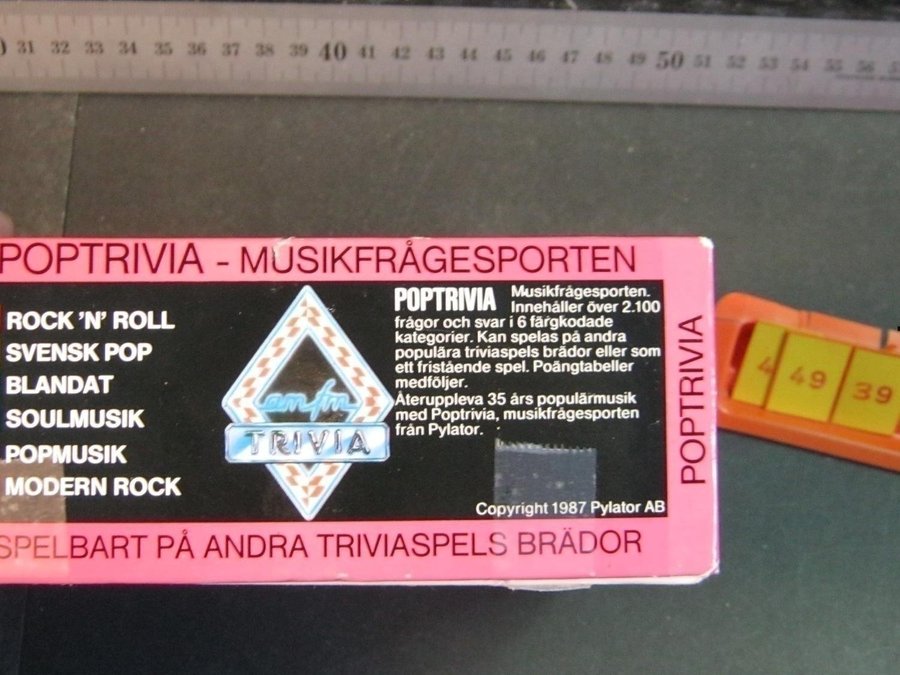 31 32 33 34 35 36 37 38 39 40 41 42 43 44 45 46 47 48 49 50 51 52 53 54 55 56
POPTRIVIA - MUSIKFRÅGESPORTEN
ROCK 'N' ROLL
SVENSK POP
BLANDAT
SOULMUSIK
POPMUSIK
MODERN ROCK
am/fm
TRIVIA
POPTRIVIA Musikfrågesporten.
Innehåller över 2.100
frågor och svar i 6 färgkodade
kategorier. Kan spelas på andra
populära triviaspels brädor eller som
ett fristående spel. Poängtabeller
medföljer.
Återuppleva 35 års populärmusik
med Poptrivia, musikfrågesporten
från Pylator.
Copyright 1987 Pylator AB
POPTRIVIA
SPELBART PÅ ANDRA TRIVIASPELS BRÄDOR
4 49 39